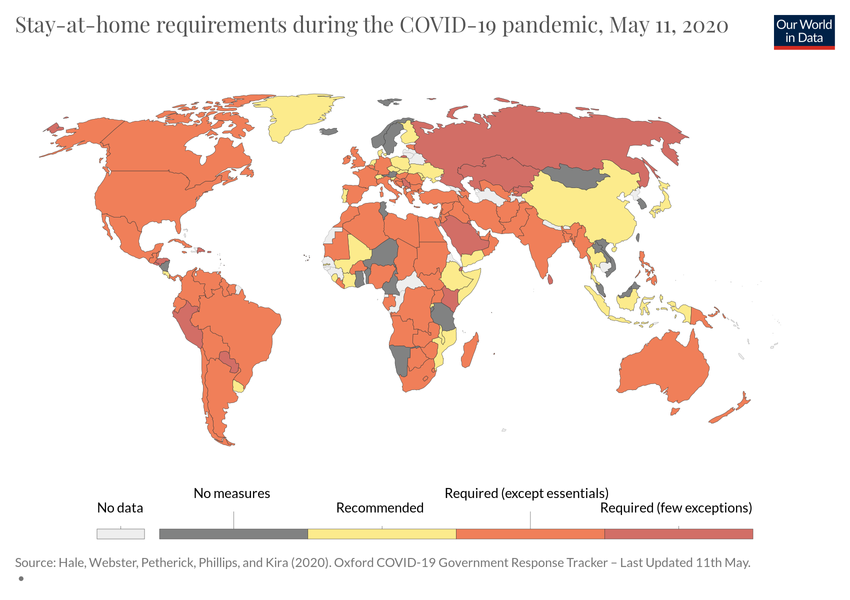 Stay-at-home requirements during the COVID-19 pandemic, May 11, 2020
Our World
in Data
No data
No measures
Recommended
Required (except essentials)
Required (few exceptions)
Source: Hale, Webster, Petherick, Phillips, and Kira (2020). Oxford COVID-19 Government Response Tracker – Last Updated 11th May.